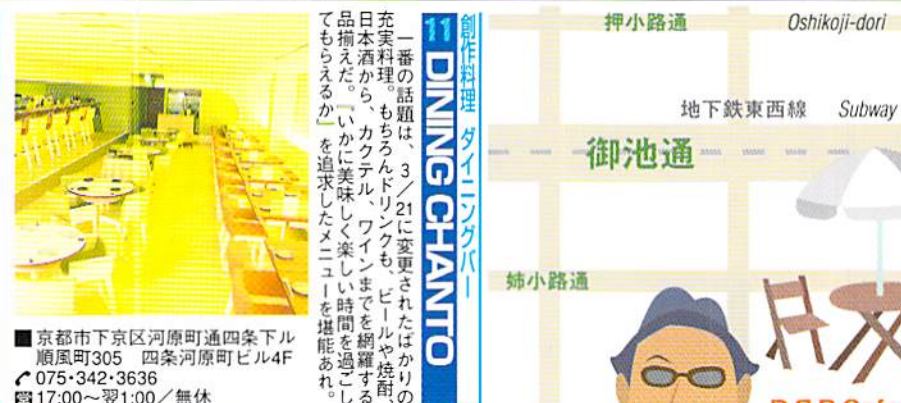 創作料理 ダイニングバー
11 DINING CHANTO
一番の話題は、3／21に変更されたばかりの
充実料理。もちろんドリンクも、ビールや焼酎、
日本酒から、カクテル、ワインまでを網羅する
品揃えだ。『いかに美味しく楽しい時間を過ごし
てもらえるか』を追求したメニューを堪能あれ。
■京都市下京区河原町通四条下ル
順風町305 四条河原町ビル4F
075・342・3636
営17:00～翌1:00／無休
押小路通 Oshikoji-dori
地下鉄東西線 Subway
御池通
姉小路通